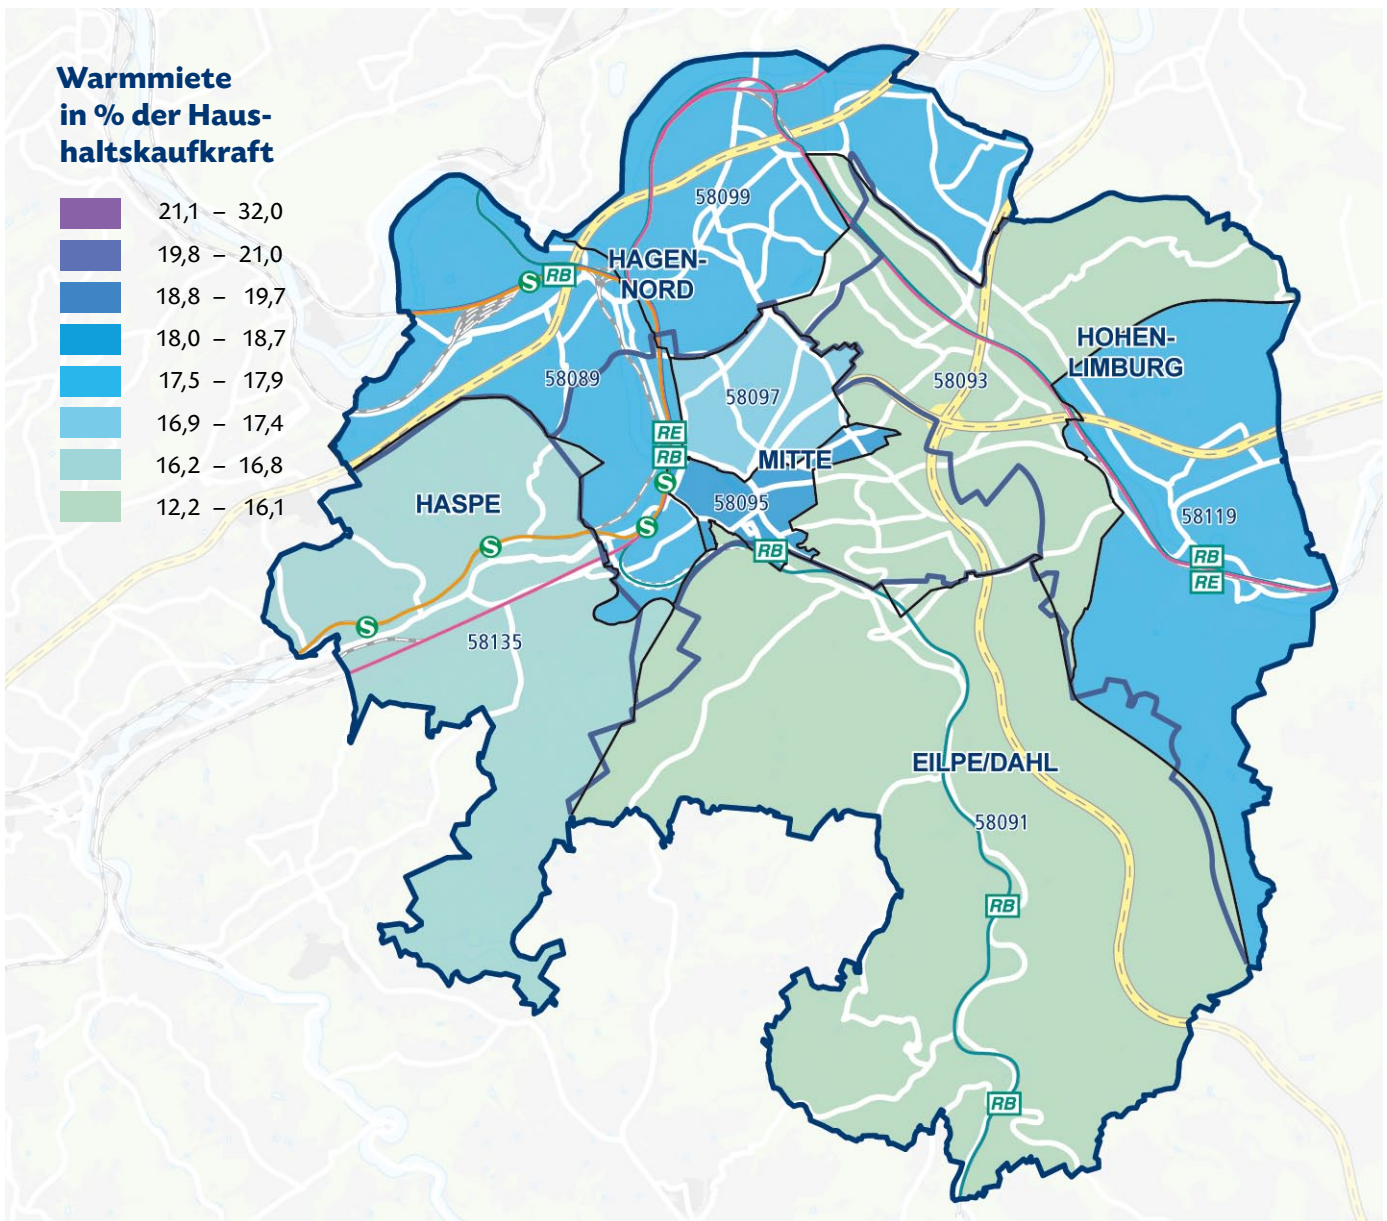 Warmmiete
in % der Haus-
haltskaufkraft
21,1 – 32,0
19,8 – 21,0
18,8 – 19,7
18,0 – 18,7
17,5 – 17,9
16,9 – 17,4
16,2 – 16,8
12,2 – 16,1
58099
HAGEN-
NORD
S RB
HOHEN-
LIMBURG
58089
58093
58097
RE
RB
S
MITTE
HASPE
58095
58119
S
S
RB
RB
RE
S
58135
EILPE/DAHL
58091
RB
RB